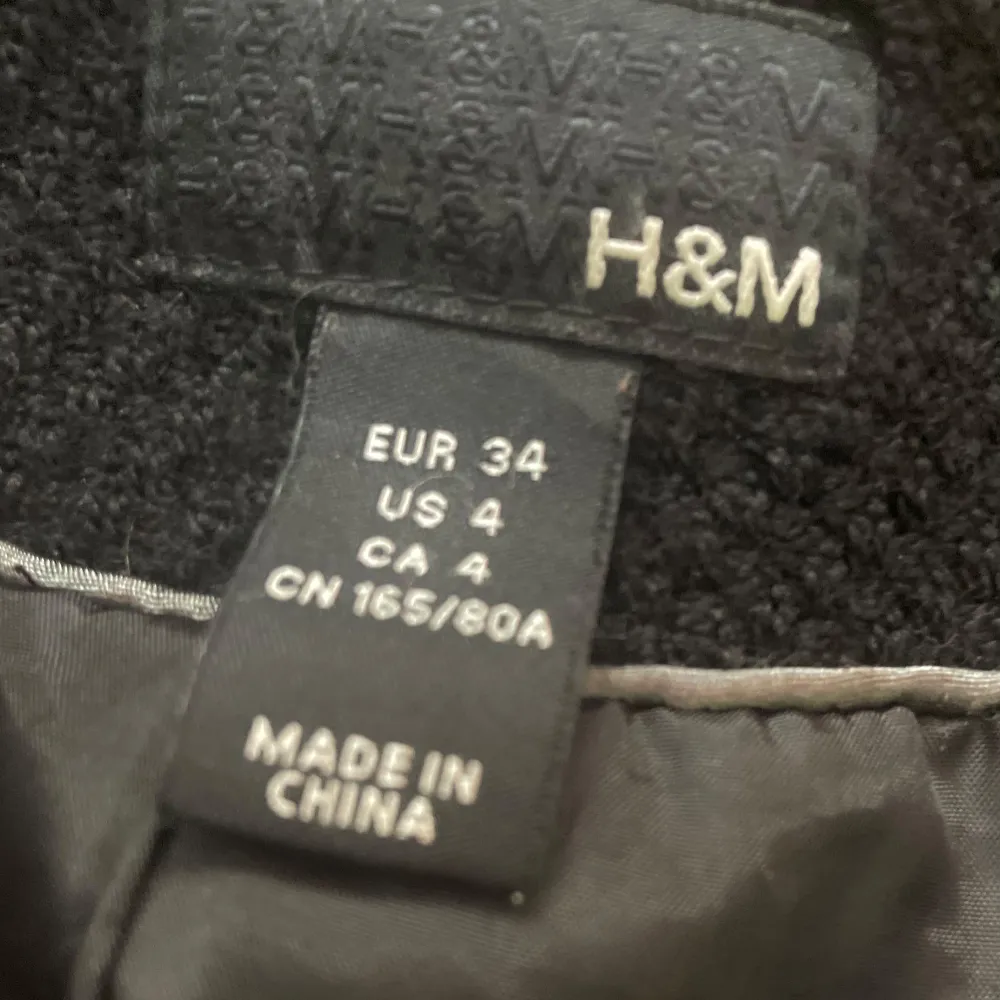 H&M
EUR 34
US 4
CA 4
CN 165/80A
MADE IN
CHINA